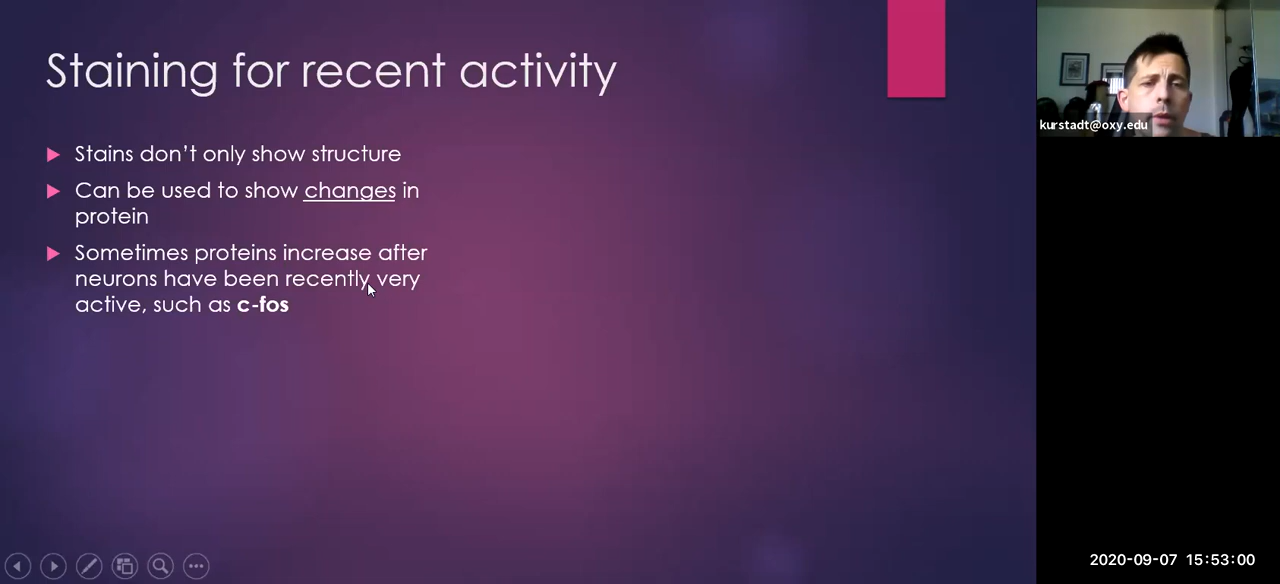 Staining for recent activity
Stains don’t only show structure
Can be used to show changes in
protein
Sometimes proteins increase after
neurons have been recently very
active, such as c-fos
kurstadt@oxy.edu
2020-09-07 15:53:00